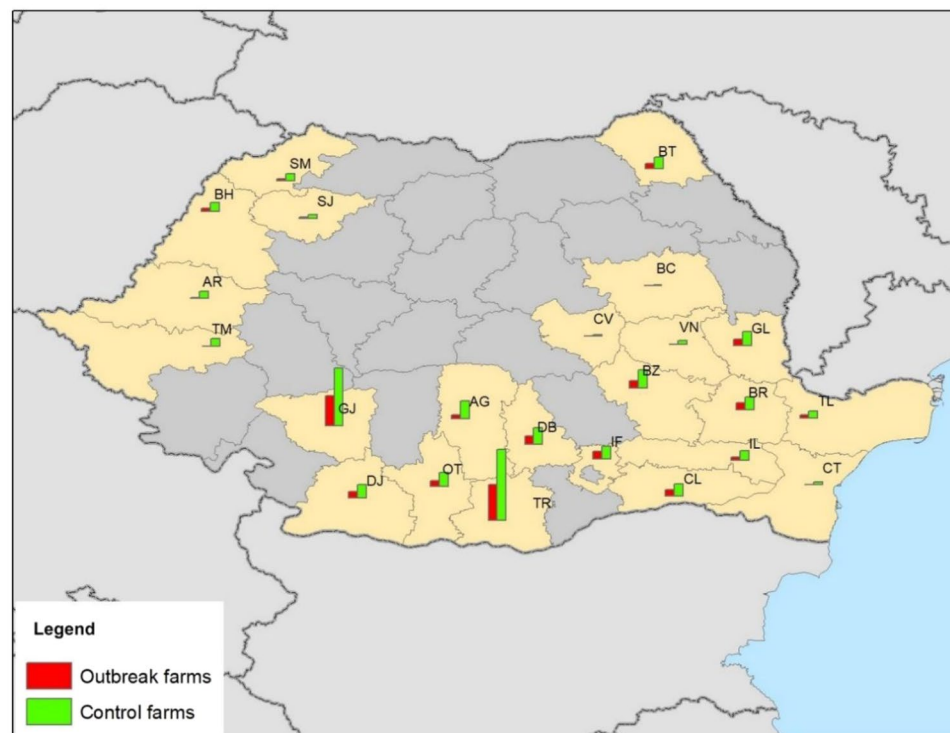 SM
BT
BH
SJ
BC
AR
CV
VN
TM
GL
BZ
AG
BR
TL
GJ
DB
IF
IL
DJ
OT
CL
CT
TR
Legend
Outbreak farms
Control farms